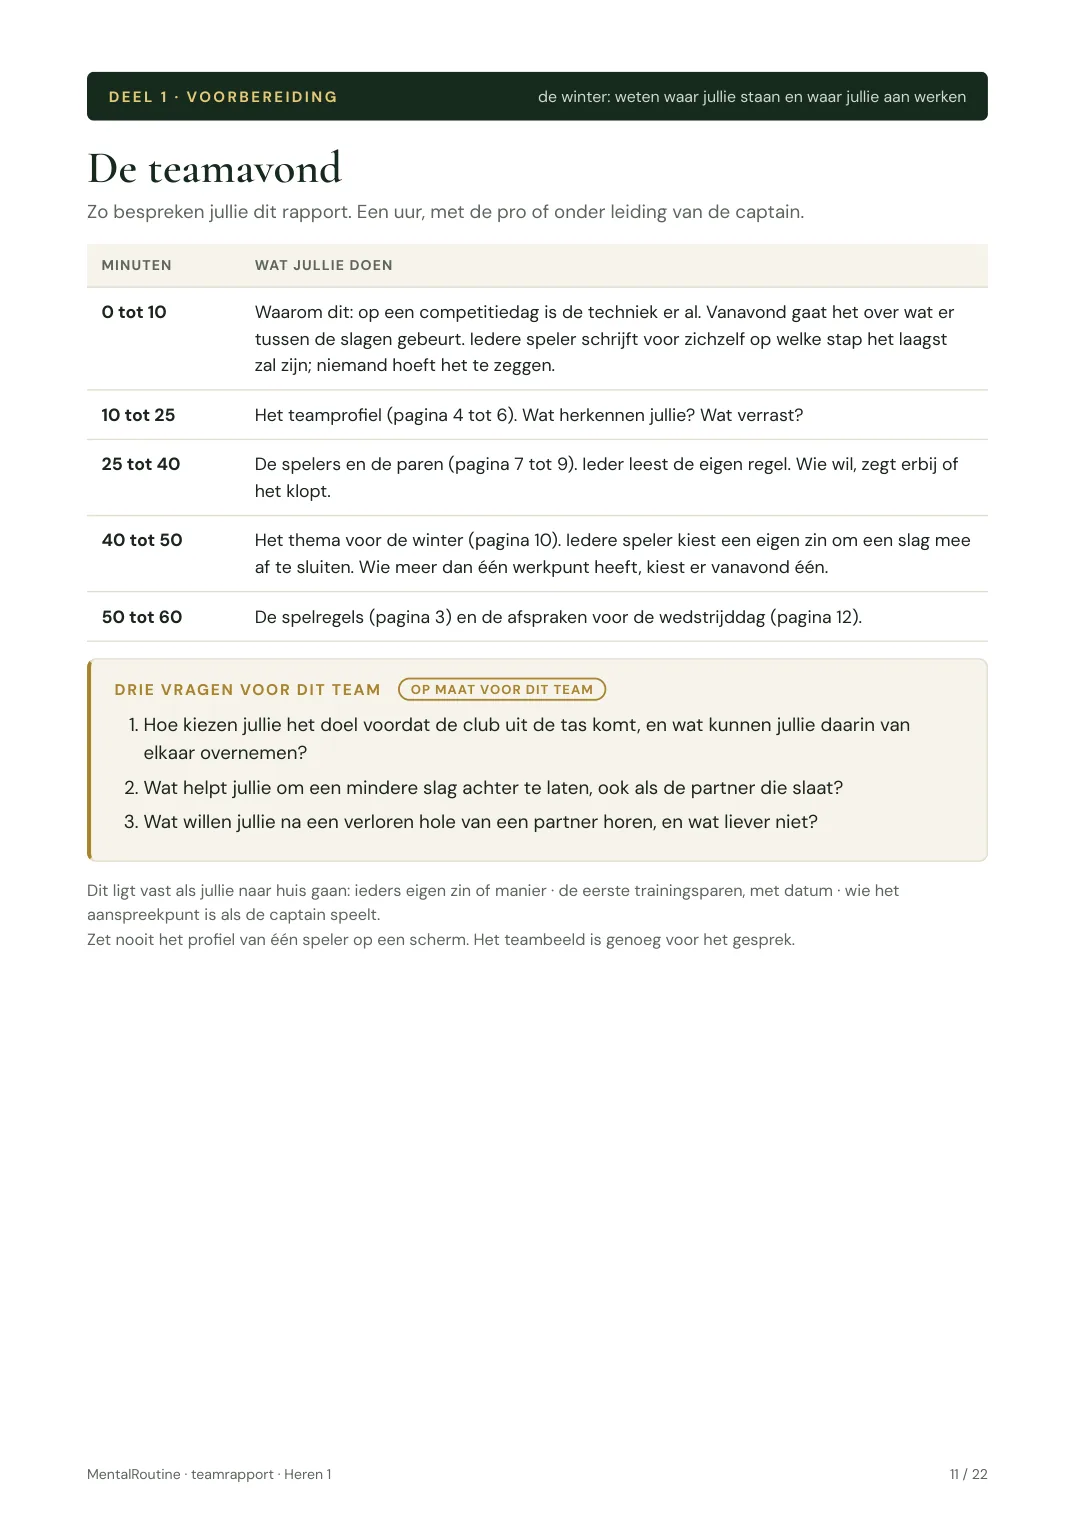 DEEL 1 · VOORBEREIDING
de winter: weten waar jullie staan en waar jullie aan werken
De teamavond
Zo bespreken jullie dit rapport. Een uur, met de pro of onder leiding van de captain.
MINUTEN WAT JULLIE DOEN
0 tot 10 Waarom dit: op een competitiedag is de techniek er al. Vanavond gaat het over wat er
tussen de slagen gebeurt. Iedere speler schrijft voor zichzelf op welke stap het laagst
zal zijn; niemand hoeft het te zeggen.
10 tot 25 Het teamprofiel (pagina 4 tot 6). Wat herkennen jullie? Wat verrast?
25 tot 40 De spelers en de paren (pagina 7 tot 9). Ieder leest de eigen regel. Wie wil, zegt erbij of
het klopt.
40 tot 50 Het thema voor de winter (pagina 10). Iedere speler kiest een eigen zin om een slag mee
af te sluiten. Wie meer dan één werkpunt heeft, kiest er vanavond één.
50 tot 60 De spelregels (pagina 3) en de afspraken voor de wedstrijddag (pagina 12).
DRIE VRAGEN VOOR DIT TEAM OP MAAT VOOR DIT TEAM
1. Hoe kiezen jullie het doel voordat de club uit de tas komt, en wat kunnen jullie daarin van
elkaar overnemen?
2. Wat helpt jullie om een mindere slag achter te laten, ook als de partner die slaat?
3. Wat willen jullie na een verloren hole van een partner horen, en wat liever niet?
Dit ligt vast als jullie naar huis gaan: ieders eigen zin of manier · de eerste trainingsparen, met datum · wie het
aanspreekpunt is als de captain speelt.
Zet nooit het profiel van één speler op een scherm. Het teambeeld is genoeg voor het gesprek.
MentalRoutine · teamrapport · Heren 1
11 / 22